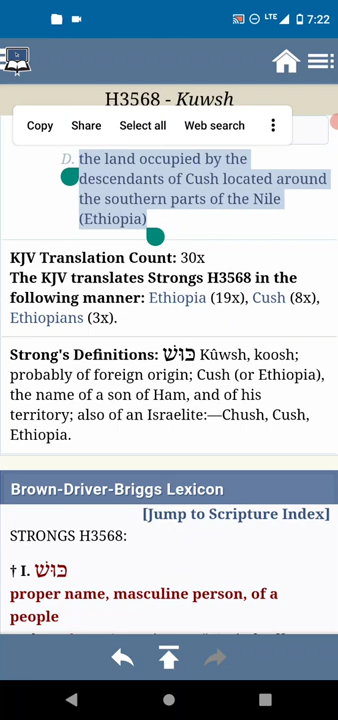 LTE 7:22
H3568 - Kuwsh
Copy Share Select all Web search
D. the land occupied by the
descendants of Cush located around
the southern parts of the Nile
(Ethiopia)
KJV Translation Count: 30x
The KJV translates Strongs H3568 in the
following manner: Ethiopia (19x), Cush (8x),
Ethiopians (3x).
Strong's Definitions: כּוּשׁ Kûwsh, koosh;
probably of foreign origin; Cush (or Ethiopia),
the name of a son of Ham, and of his
territory; also of an Israelite:—Chush, Cush,
Ethiopia.
Brown-Driver-Briggs Lexicon
[Jump to Scripture Index]
STRONGS H3568:
† I. כּוּשׁ
proper name, masculine person, of a
people